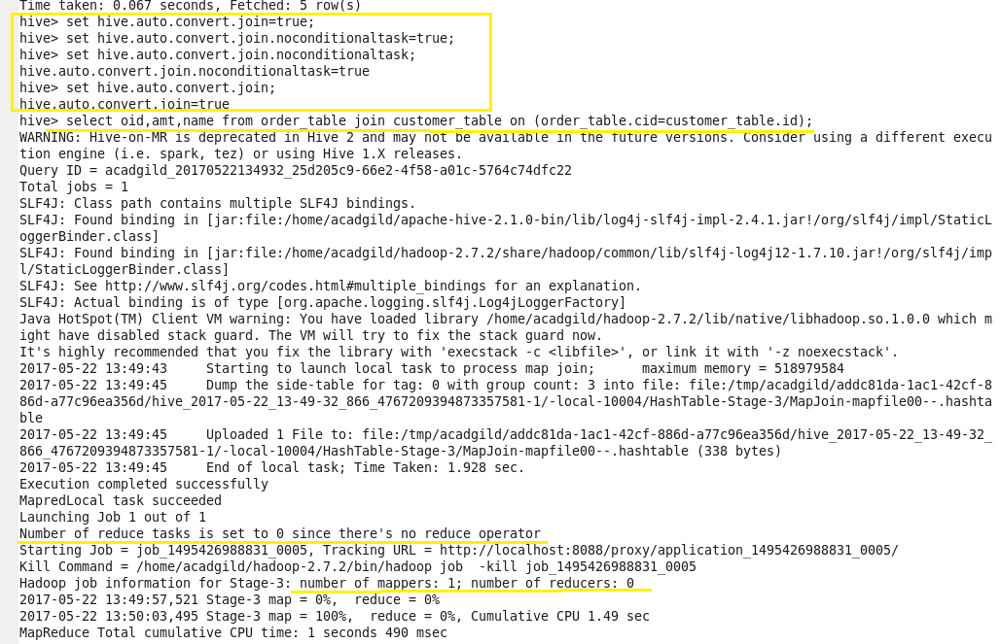 Time taken: 0.067 seconds, Fetched: 5 row(s)
hive> set hive.auto.convert.join=true;
hive> set hive.auto.convert.join.noconditionaltask=true;
hive> set hive.auto.convert.join.noconditionaltask;
hive.auto.convert.join.noconditionaltask=true
hive> set hive.auto.convert.join;
hive.auto.convert.join=true
hive> select oid,amt,name from order_table join customer_table on (order_table.cid=customer_table.id);
WARNING: Hive-on-MR is deprecated in Hive 2 and may not be available in the future versions. Consider using a different execu
tion engine (i.e. spark, tez) or using Hive 1.X releases.
Query ID = acadgild_20170522134932_25d205c9-66e2-4f58-a01c-5764c74dfc22
Total jobs = 1
SLF4J: Class path contains multiple SLF4J bindings.
SLF4J: Found binding in [jar:file:/home/acadgild/apache-hive-2.1.0-bin/lib/log4j-slf4j-impl-2.4.1.jar!/org/slf4j/impl/StaticL
oggerBinder.class]
SLF4J: Found binding in [jar:file:/home/acadgild/hadoop-2.7.2/share/hadoop/common/lib/slf4j-log4j12-1.7.10.jar!/org/slf4j/imp
l/StaticLoggerBinder.class]
SLF4J: See http://www.slf4j.org/codes.html#multiple_bindings for an explanation.
SLF4J: Actual binding is of type [org.apache.logging.slf4j.Log4jLoggerFactory]
Java HotSpot(TM) Client VM warning: You have loaded library /home/acadgild/hadoop-2.7.2/lib/native/libhadoop.so.1.0.0 which m
ight have disabled stack guard. The VM will try to fix the stack guard now.
It's highly recommended that you fix the library with 'execstack -c <libfile>', or link it with '-z noexecstack'.
2017-05-22 13:49:43     Starting to launch local task to process map join;      maximum memory = 518979584
2017-05-22 13:49:45     Dump the side-table for tag: 0 with group count: 3 into file: file:/tmp/acadgild/addc81da-1ac1-42cf-8
86d-a77c96ea356d/hive_2017-05-22_13-49-32_866_4767209394873357581-1/-local-10004/HashTable-Stage-3/MapJoin-mapfile00--.hashta
ble
2017-05-22 13:49:45     Uploaded 1 File to: file:/tmp/acadgild/addc81da-1ac1-42cf-886d-a77c96ea356d/hive_2017-05-22_13-49-32_
866_4767209394873357581-1/-local-10004/HashTable-Stage-3/MapJoin-mapfile00--.hashtable (338 bytes)
2017-05-22 13:49:45     End of local task; Time Taken: 1.928 sec.
Execution completed successfully
MapredLocal task succeeded
Launching Job 1 out of 1
Number of reduce tasks is set to 0 since there's no reduce operator
Starting Job = job_1495426988831_0005, Tracking URL = http://localhost:8088/proxy/application_1495426988831_0005/
Kill Command = /home/acadgild/hadoop-2.7.2/bin/hadoop job  -kill job_1495426988831_0005
Hadoop job information for Stage-3: number of mappers: 1; number of reducers: 0
2017-05-22 13:49:57,521 Stage-3 map = 0%,  reduce = 0%
2017-05-22 13:50:03,495 Stage-3 map = 100%,  reduce = 0%, Cumulative CPU 1.49 sec
MapReduce Total cumulative CPU time: 1 seconds 490 msec